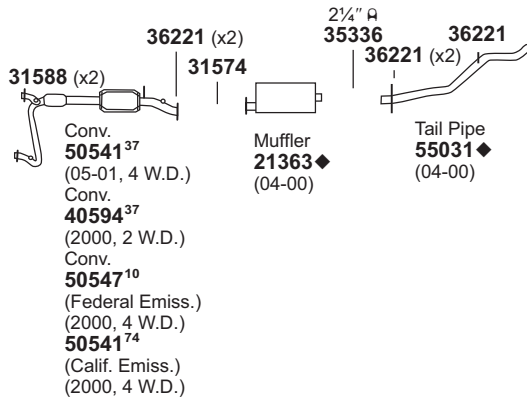 2¼"
36221 (x2) 35336 36221
31588 (x2) 31574 36221 (x2)
Conv.
50541³⁷
(05-01, 4 W.D.)
Conv.
40594³⁷
(2000, 2 W.D.)
Conv.
50547¹⁰
(Federal Emiss.)
(2000, 4 W.D.)
50541⁷⁴
(Calif. Emiss.)
(2000, 4 W.D.)
Muffler
21363◆
(04-00)
Tail Pipe
55031◆
(04-00)